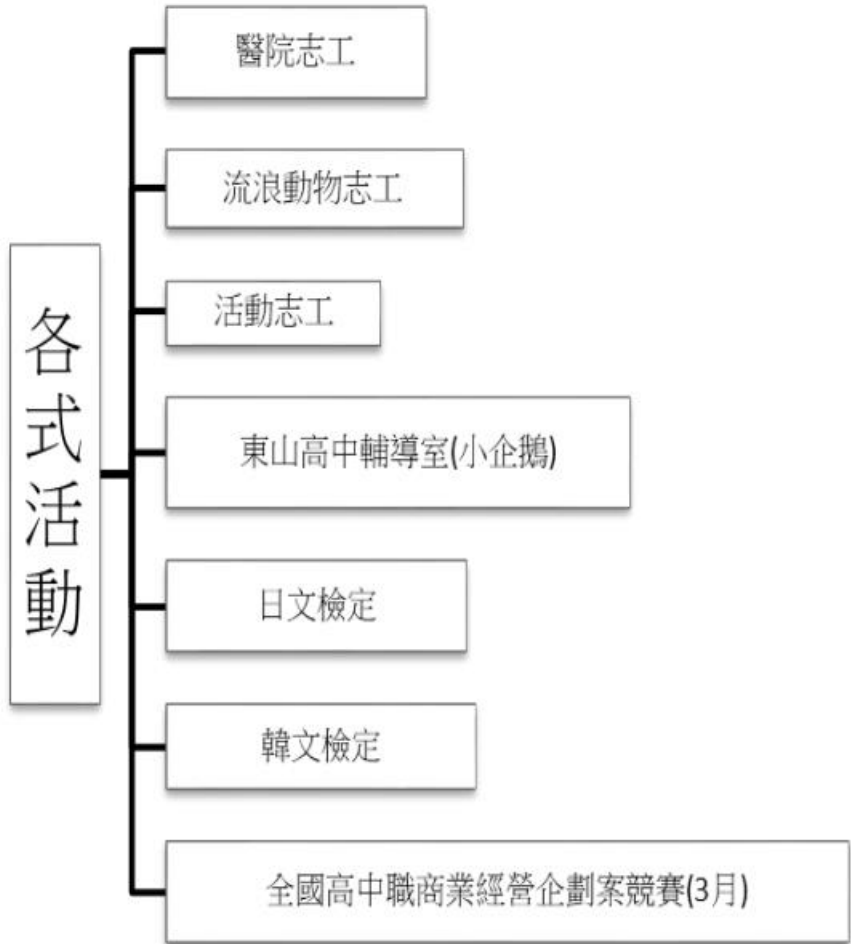 各式活動
醫院志工
流浪動物志工
活動志工
東山高中輔導室(小企鵝)
日文檢定
韓文檢定
全國高中職商業經營企劃案競賽(3月)